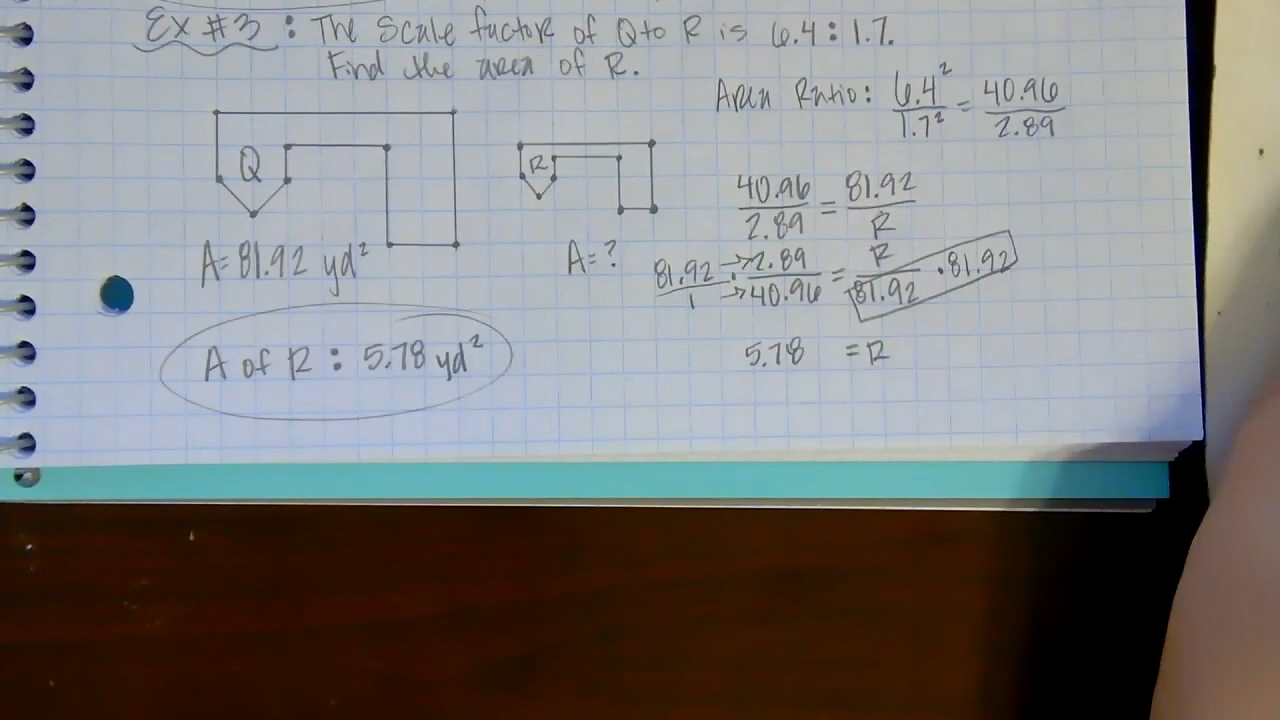 Ex #3: The Scale factor of Q to R is 6.4:1.7.
Find the area of R.
Area Ratio: 6.4²/1.7² = 40.96/2.89
Q
R
40.96/2.89 = 81.92/R
A=81.92 yd²
A=?
81.92/1 · 2.89/40.96 = R/81.92 · 81.92
A of R: 5.78 yd²
5.78 = R